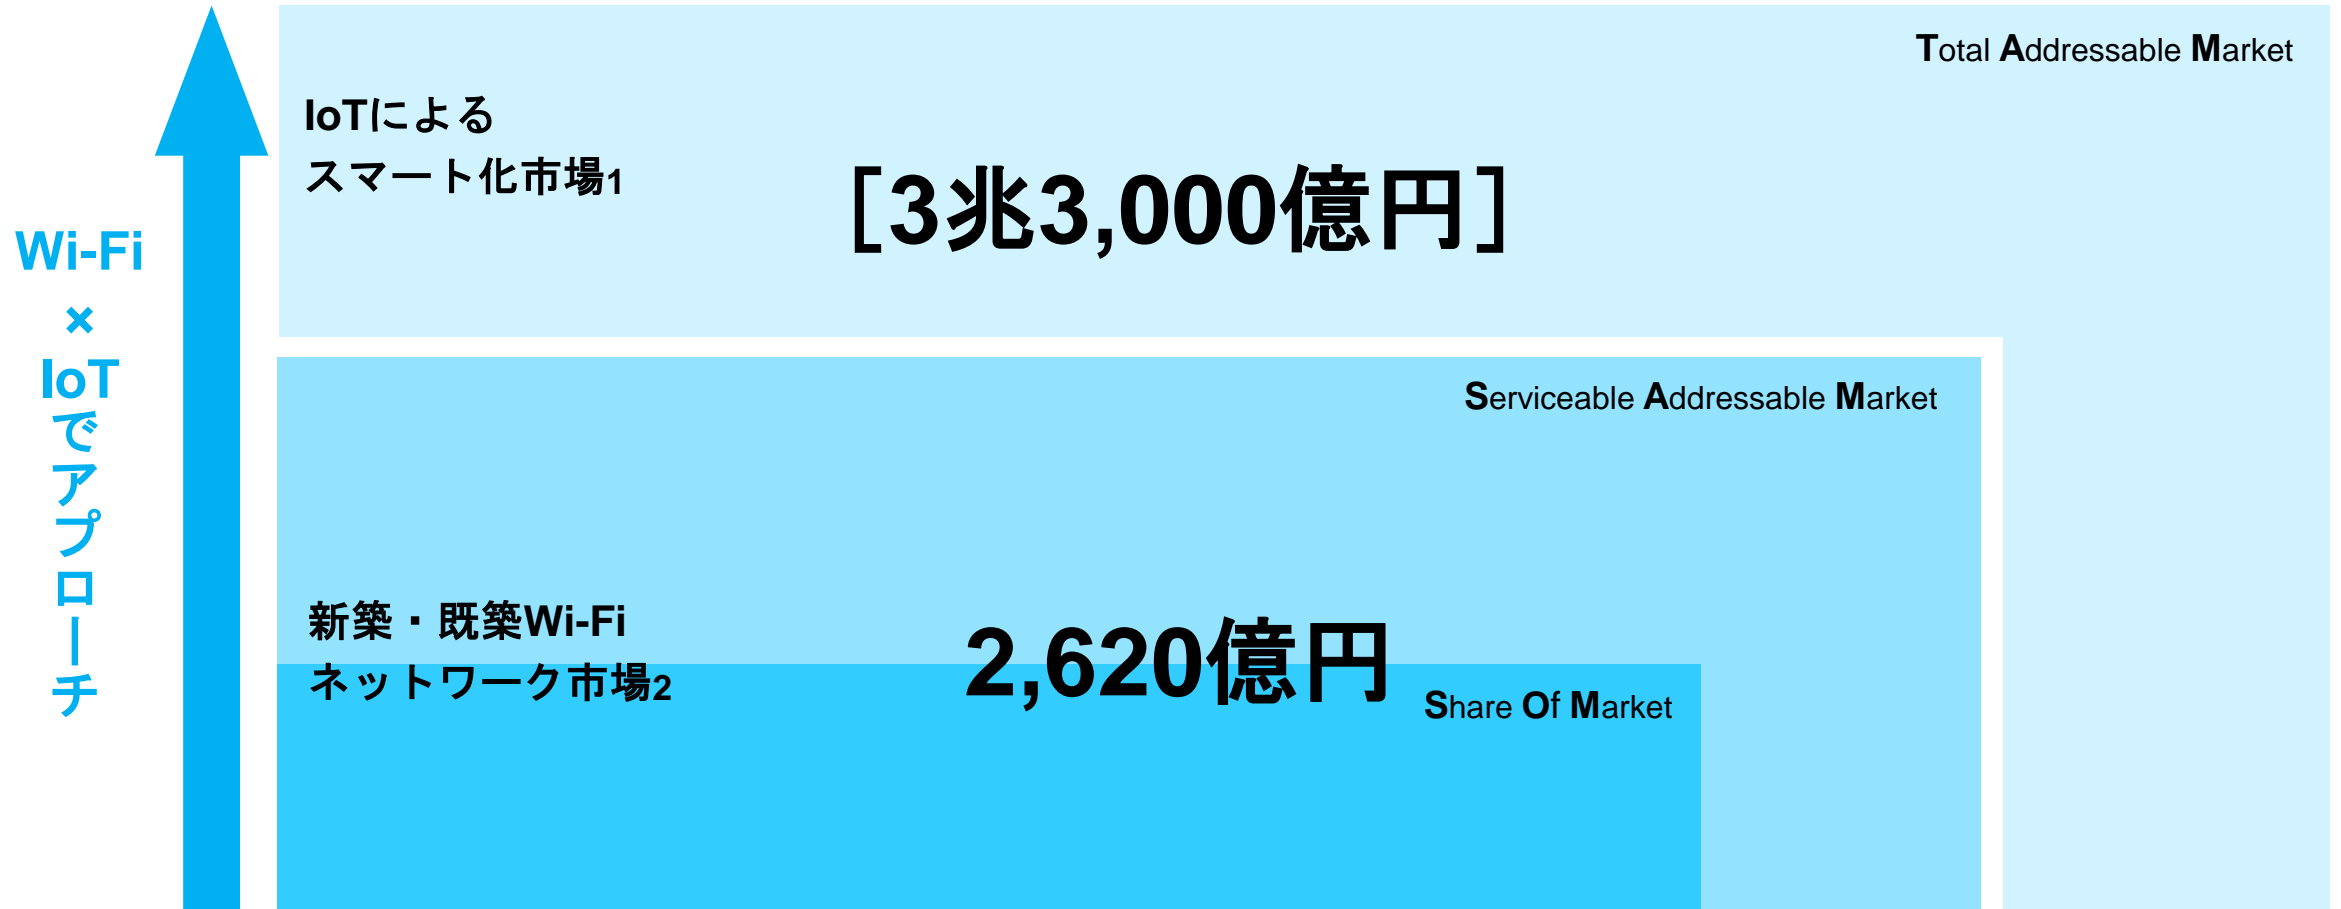 Total Addressable Market
IoTによる
スマート化市場1
［3兆3,000億円］
Wi-Fi
×
IoT
でアプローチ
Serviceable Addressable Market
新築・既築Wi-Fi
ネットワーク市場2
2,620億円
Share Of Market